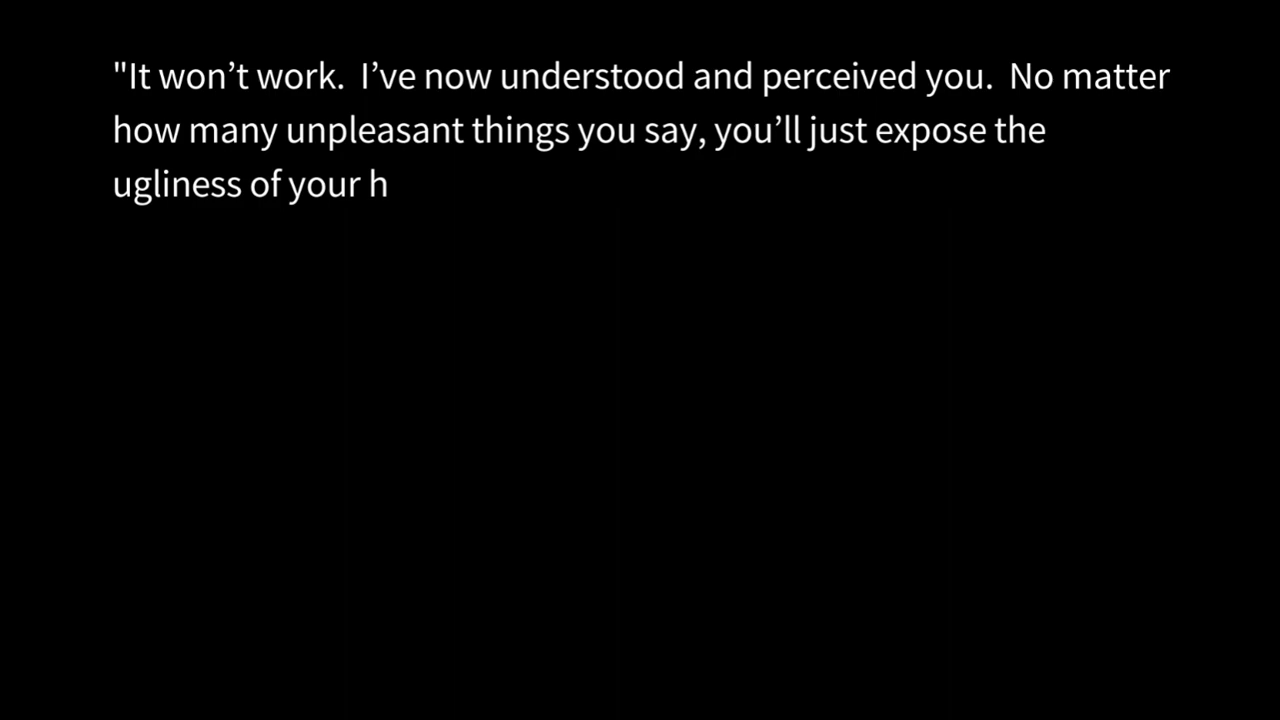 "It won’t work.  I’ve now understood and perceived you.  No matter
how many unpleasant things you say, you’ll just expose the
ugliness of your h